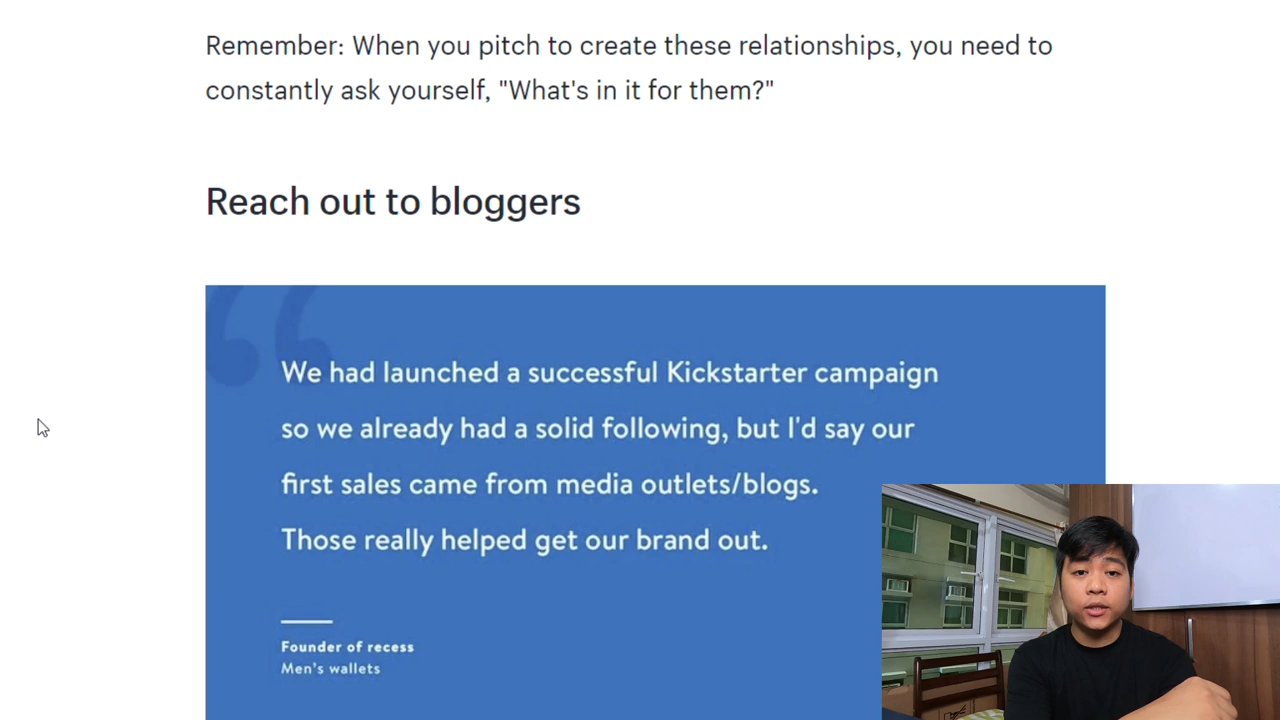 Remember: When you pitch to create these relationships, you need to
constantly ask yourself, "What's in it for them?"
Reach out to bloggers
We had launched a successful Kickstarter campaign
so we already had a solid following, but I'd say our
first sales came from media outlets/blogs.
Those really helped get our brand out.
Founder of recess
Men's wallets